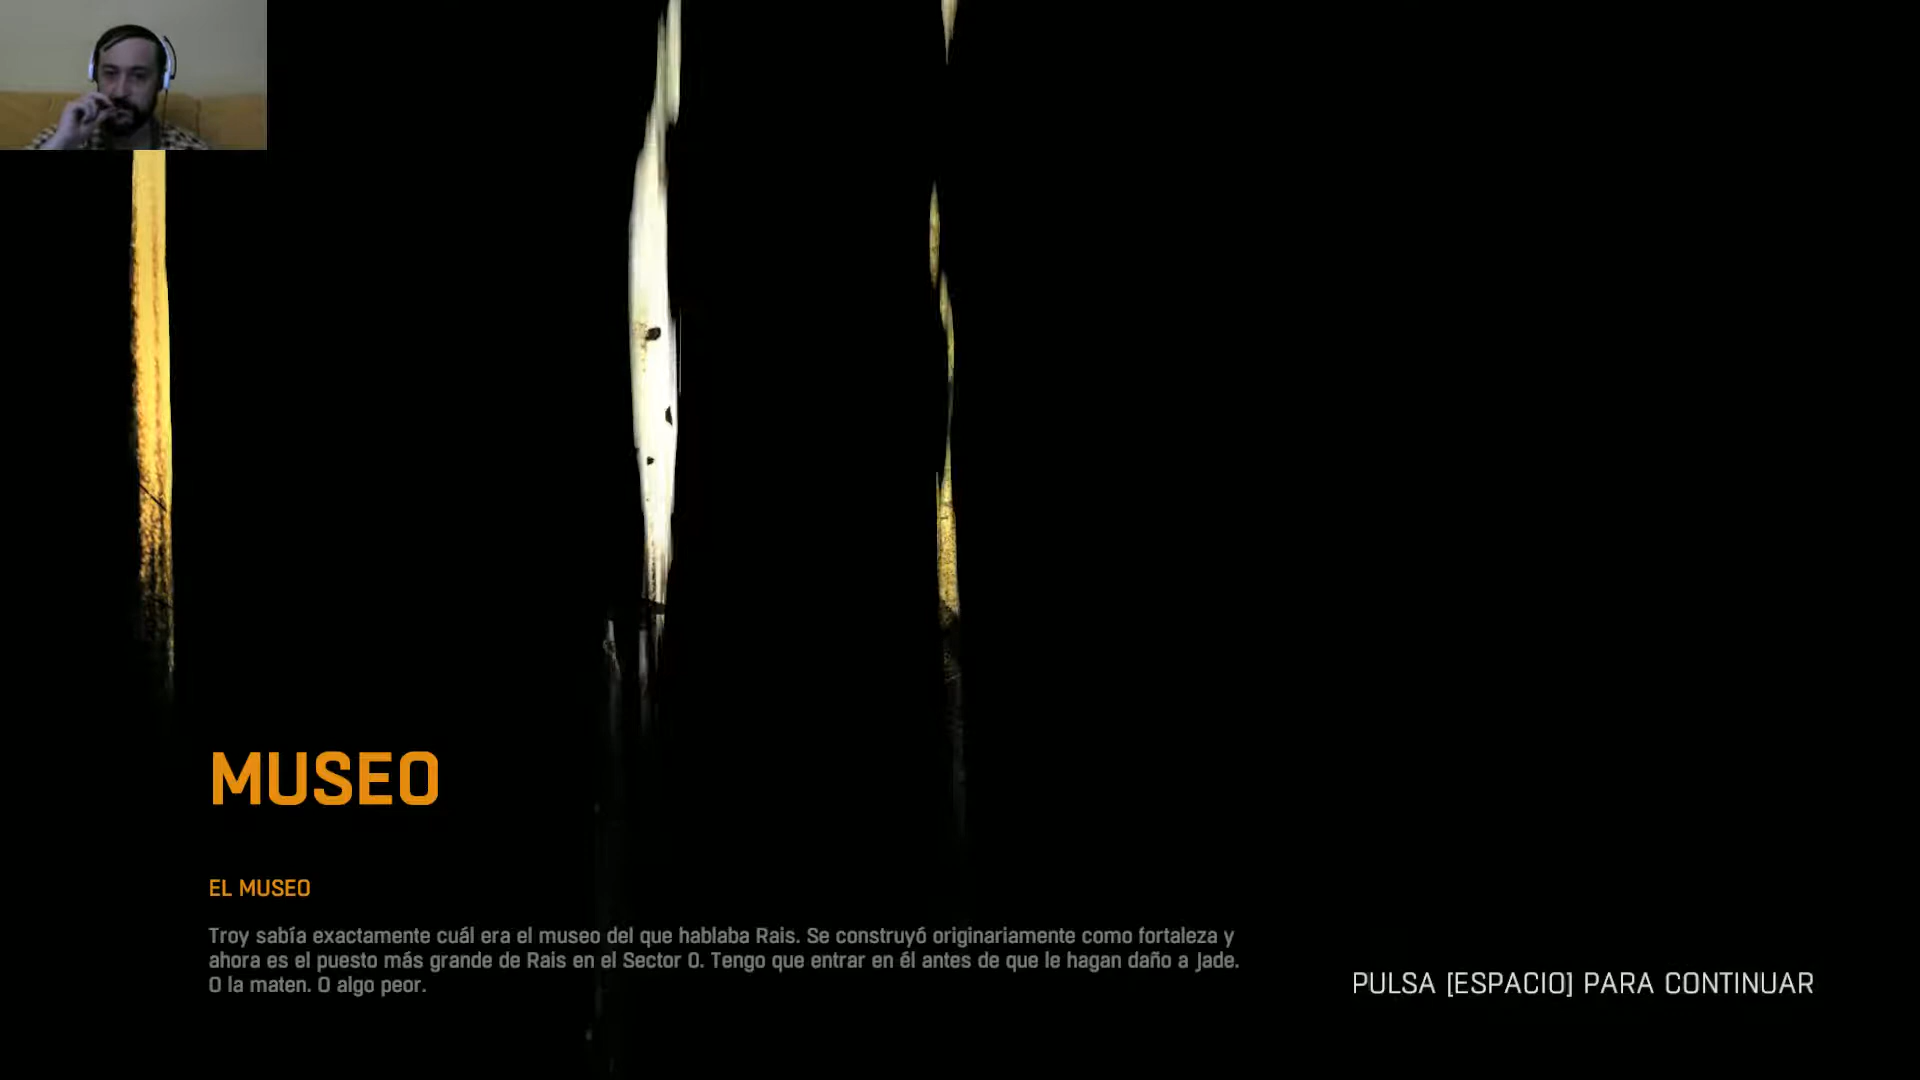 MUSEO
EL MUSEO
Troy sabía exactamente cuál era el museo del que hablaba Rais. Se construyó originariamente como fortaleza y
ahora es el puesto más grande de Rais en el Sector 0. Tengo que entrar en él antes de que le hagan daño a Jade.
O la maten. O algo peor.
PULSA [ESPACIO] PARA CONTINUAR